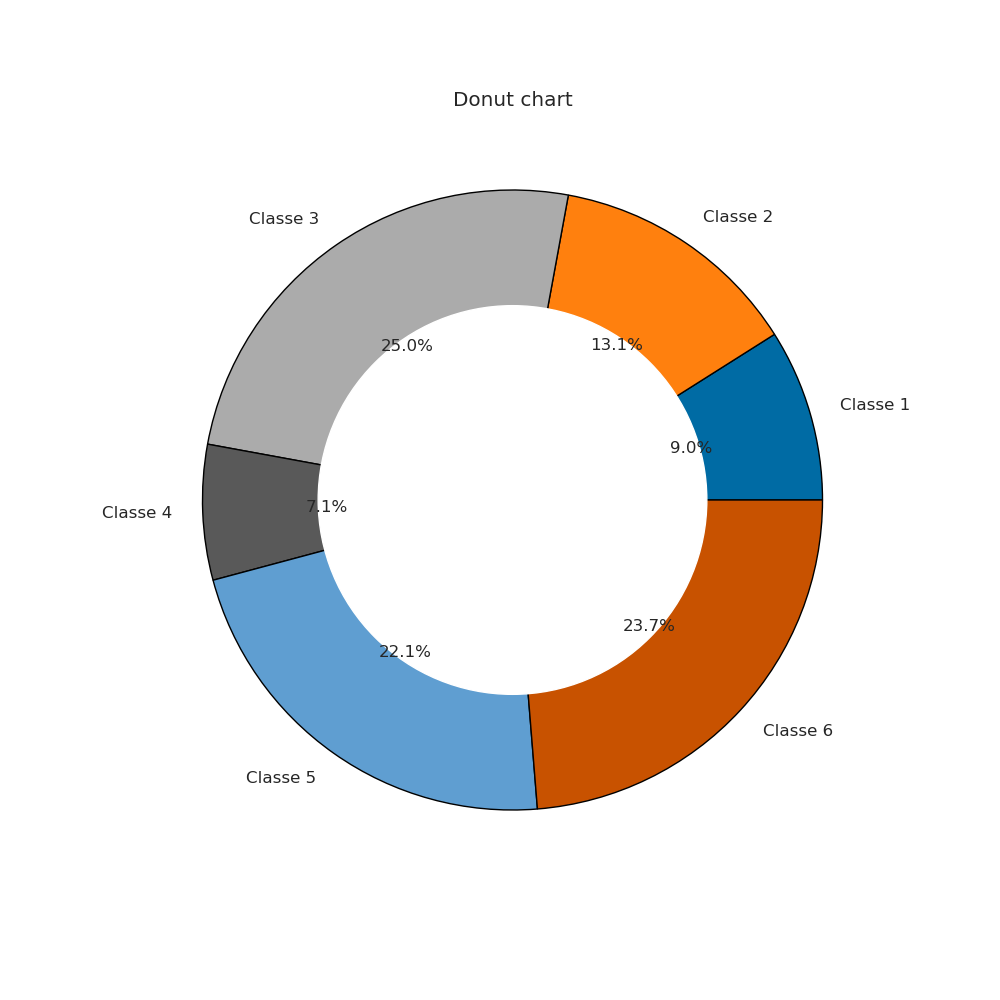 Donut chart
Classe 1
9.0%
Classe 2
13.1%
Classe 3
25.0%
Classe 4
7.1%
Classe 5
22.1%
Classe 6
23.7%